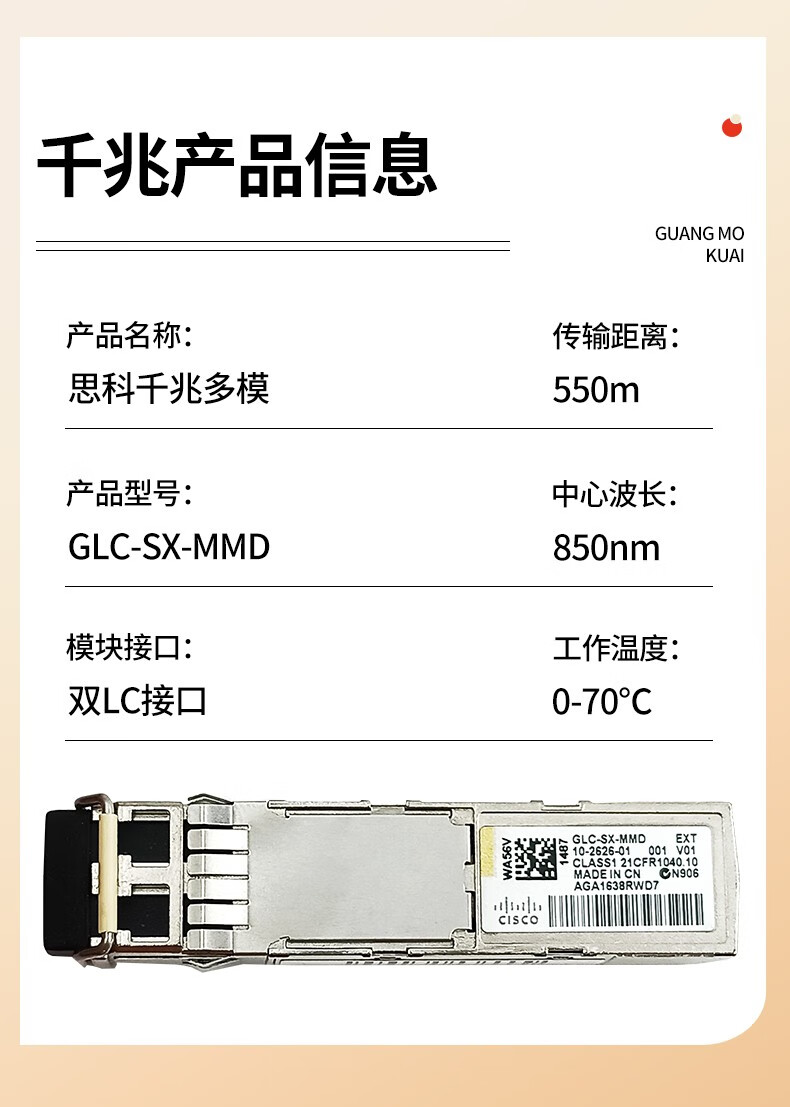 千兆产品信息
GUANG MO
KUAI
产品名称：
传输距离：
思科千兆多模
550m
产品型号：
中心波长：
GLC-SX-MMD
850nm
模块接口：
工作温度：
双LC接口
0-70℃
WA56V
1487
GLC-SX-MMD EXT
10-2626-01 001 V01
CLASS1 21CFR1040.10
MADE IN CN N906
AGA1638RWD7
CISCO